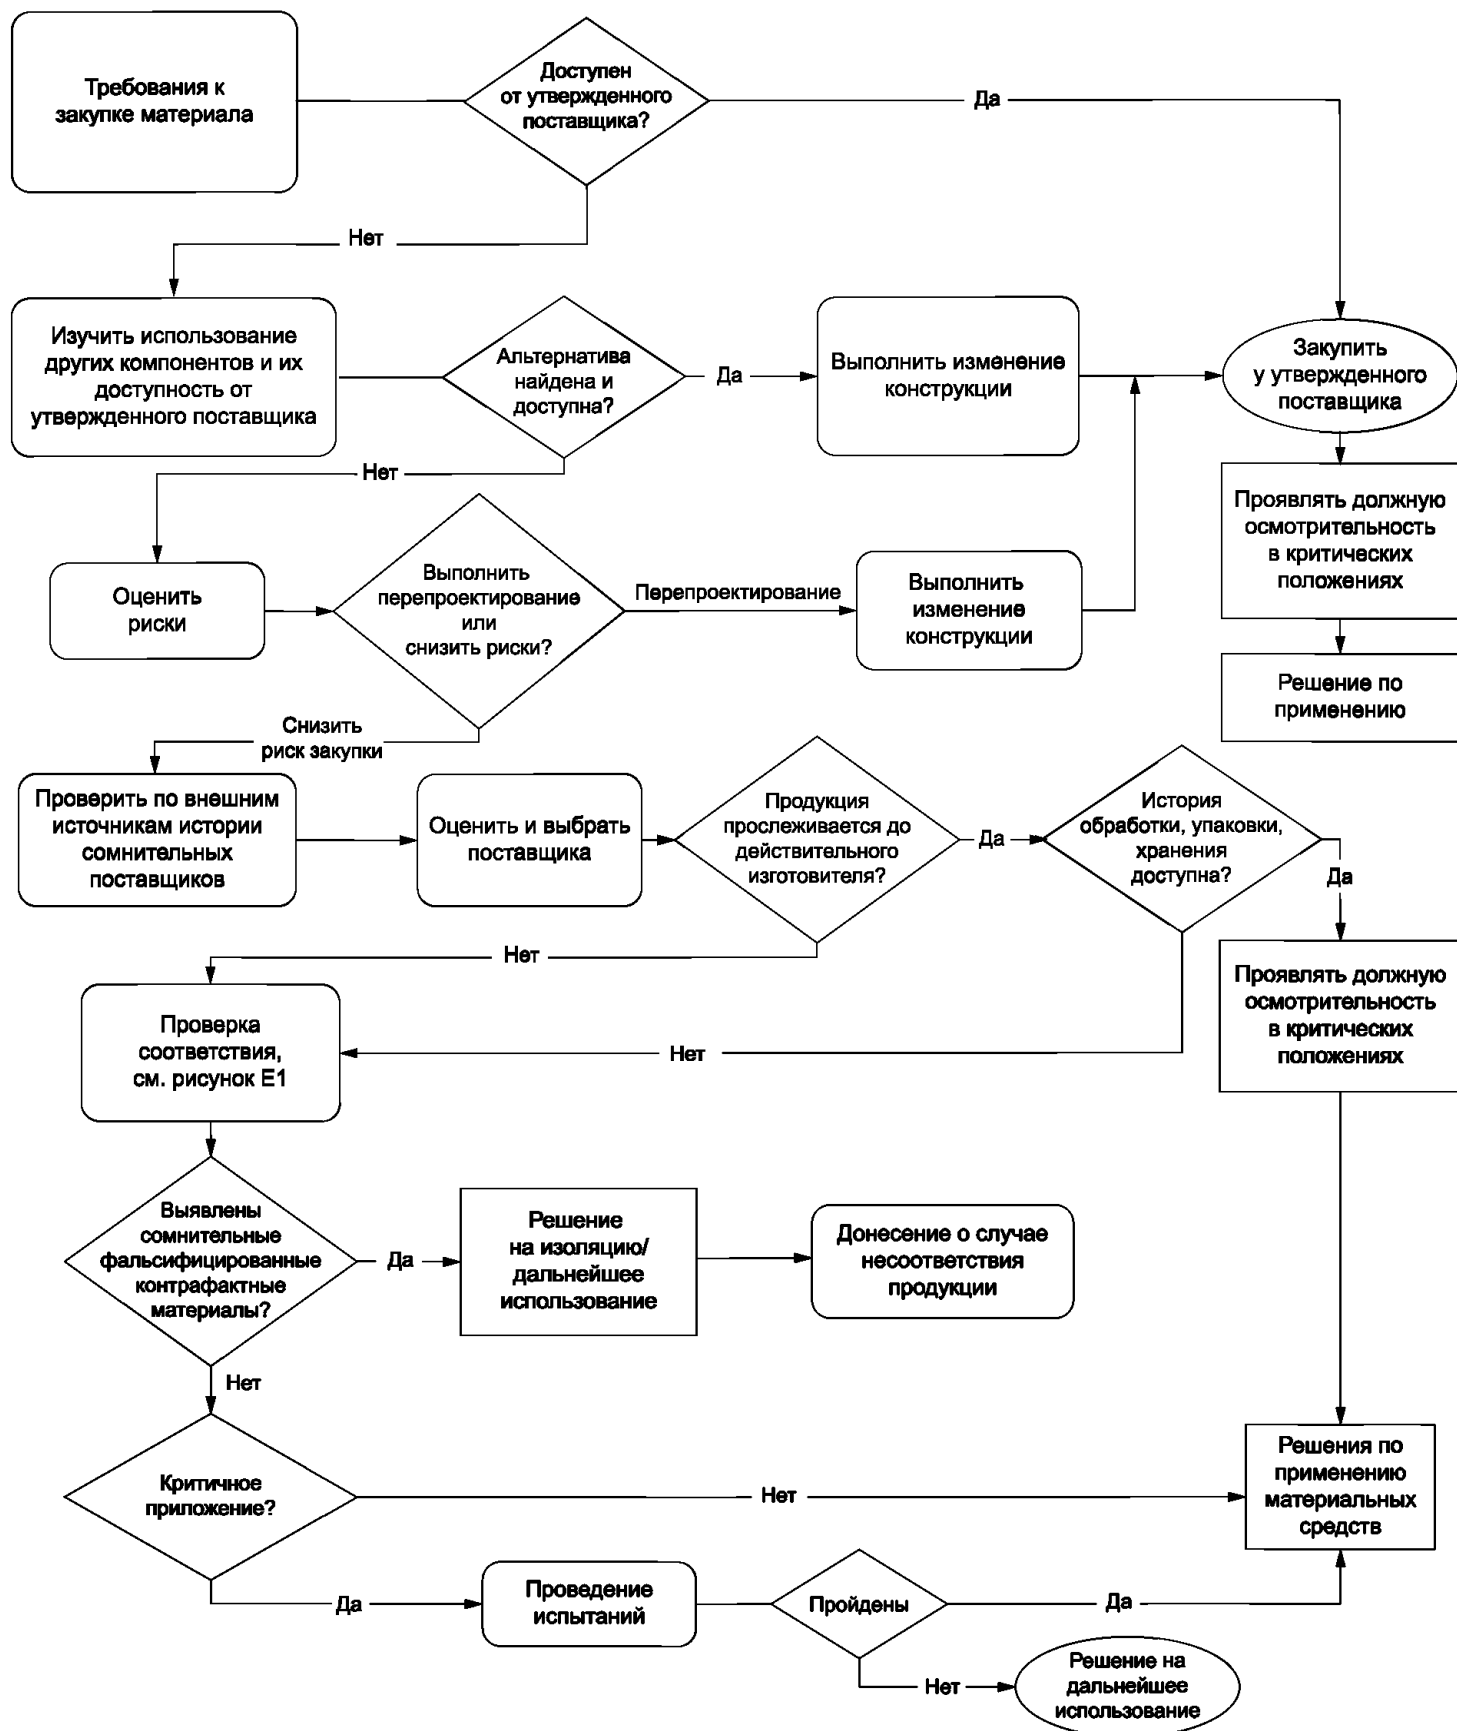 Требования к
закупке материала
Доступен
от утвержденного
поставщика?
Да
Нет
Изучить использование
других компонентов и их
доступность от
утвержденного поставщика
Альтернатива
найдена и
доступна?
Да
Выполнить изменение
конструкции
Закупить
у утвержденного
поставщика
Нет
Проявлять должную
осмотрительность
в критических
положениях
Оценить
риски
Выполнить
перепроектирование
или
снизить риски?
Перепроектирование
Выполнить
изменение
конструкции
Решение по
применению
Снизить
риск закупки
Проверить по внешним
источникам истории
сомнительных
поставщиков
Оценить и выбрать
поставщика
Продукция
прослеживается до
действительного
изготовителя?
Да
История
обработки, упаковки,
хранения
доступна?
Да
Нет
Проявлять должную
осмотрительность
в критических
положениях
Проверка
соответствия,
см. рисунок Е1
Нет
Выявлены
сомнительные
фальсифицированные
контрафактные
материалы?
Да
Решение
на изоляцию/
дальнейшее
использование
Донесение о случае
несоответствия
продукции
Нет
Критичное
приложение?
Нет
Решения по
применению
материальных
средств
Да
Проведение
испытаний
Пройдены
Да
Нет
Решение на
дальнейшее
использование